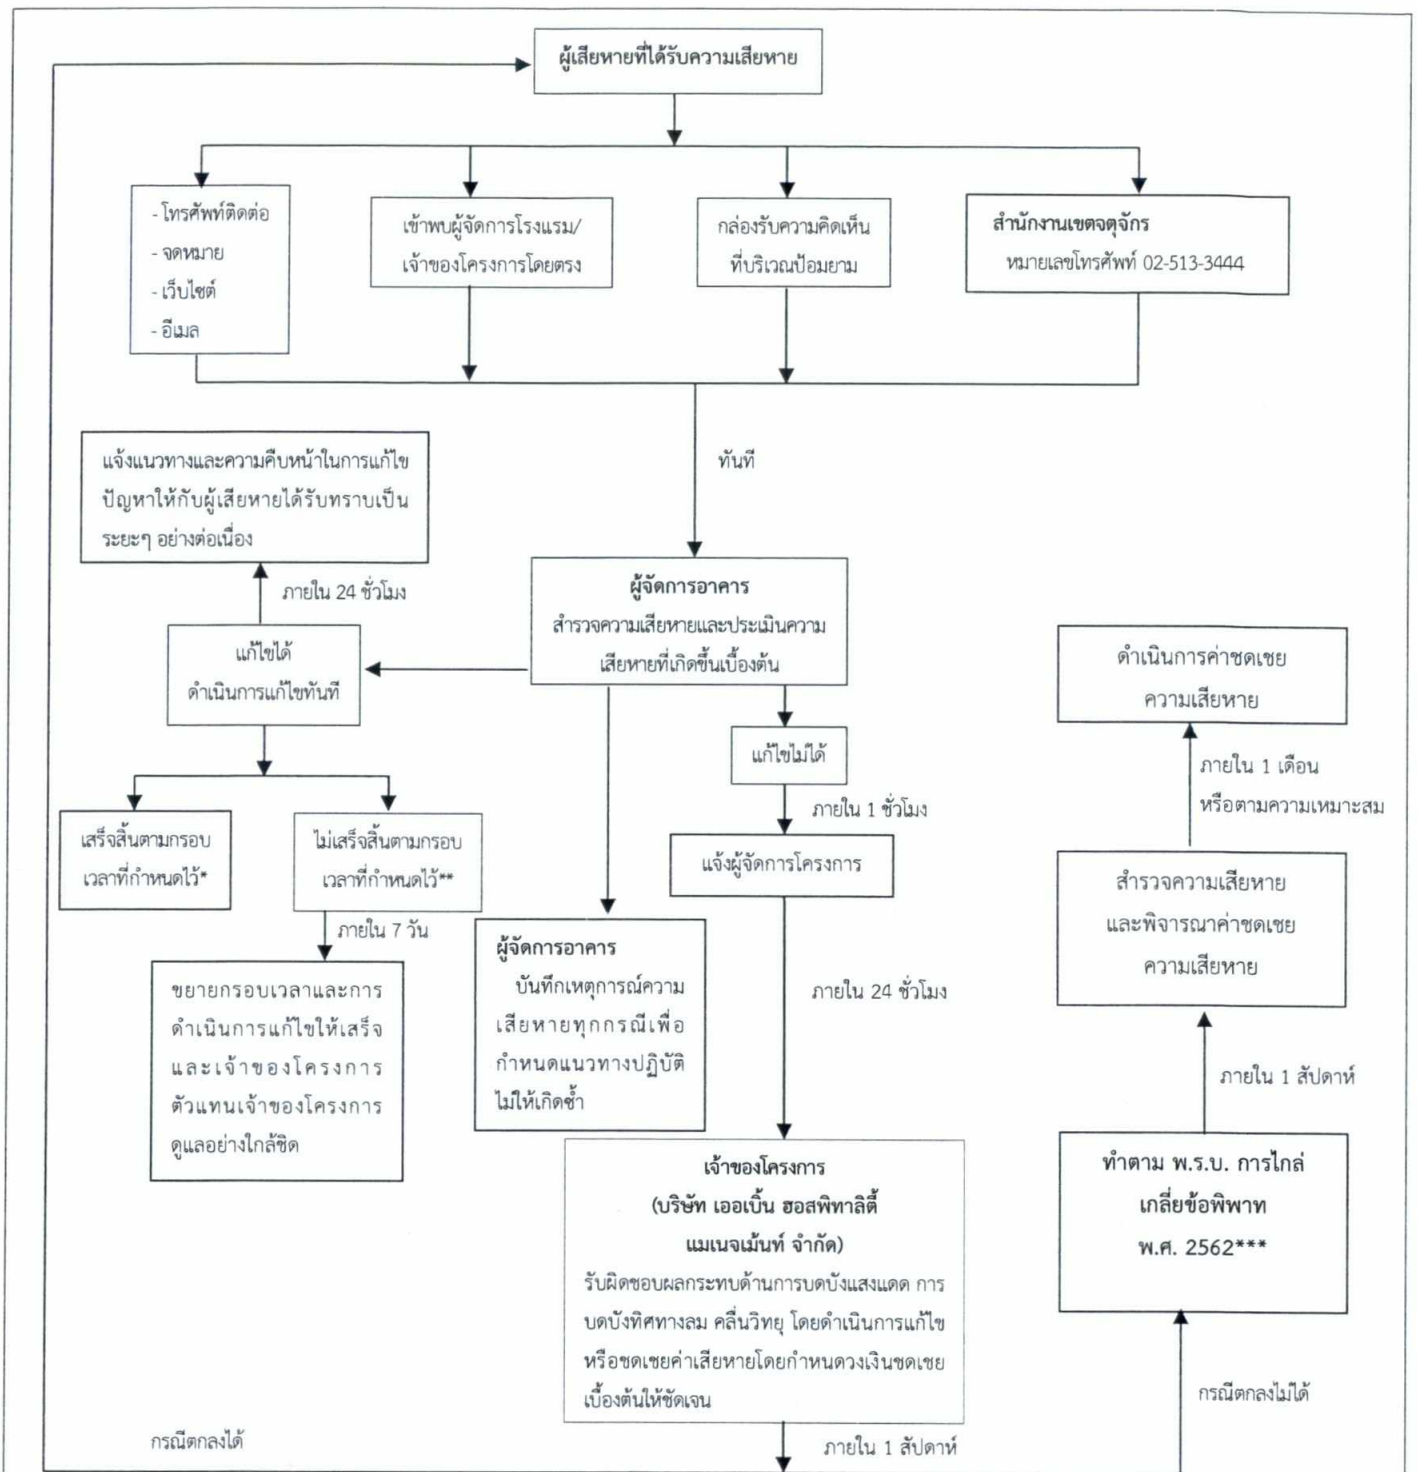 ผู้เสียหายที่ได้รับความเสียหาย
- โทรศัพท์ติดต่อ
- จดหมาย
- เว็บไซต์
- อีเมล
เข้าพบผู้จัดการโรงแรม/
เจ้าของโครงการโดยตรง
กล่องรับความคิดเห็น
ที่บริเวณป้อมยาม
สำนักงานเขตจตุจักร
หมายเลขโทรศัพท์ 02-513-3444
ทันที
แจ้งแนวทางและความคืบหน้าในการแก้ไข
ปัญหาให้กับผู้เสียหายได้รับทราบเป็น
ระยะๆ อย่างต่อเนื่อง
ภายใน 24 ชั่วโมง
ผู้จัดการอาคาร
สำรวจความเสียหายและประเมินความ
เสียหายที่เกิดขึ้นเบื้องต้น
แก้ไขได้
ดำเนินการแก้ไขทันที
แก้ไขไม่ได้
ภายใน 1 ชั่วโมง
แจ้งผู้จัดการโครงการ
เสร็จสิ้นตามกรอบ
เวลาที่กำหนดไว้*
ไม่เสร็จสิ้นตามกรอบ
เวลาที่กำหนดไว้**
ภายใน 7 วัน
ขยายกรอบเวลาและการ
ดำเนินการแก้ไขให้เสร็จ
และเจ้าของโครงการ
ตัวแทนเจ้าของโครงการ
ดูแลอย่างใกล้ชิด
ผู้จัดการอาคาร
บันทึกเหตุการณ์ความ
เสียหายทุกกรณีเพื่อ
กำหนดแนวทางปฏิบัติ
ไม่ให้เกิดซ้ำ
ภายใน 24 ชั่วโมง
เจ้าของโครงการ
(บริษัท เออเบิ้น ฮอสพิทาลิตี้
แมเนจเม้นท์ จำกัด)
รับผิดชอบผลกระทบด้านการบดบังแสงแดด การ
บดบังทิศทางลม คลื่นวิทยุ โดยดำเนินการแก้ไข
หรือชดเชยค่าเสียหายโดยกำหนดวงเงินชดเชย
เบื้องต้นให้ชัดเจน
ภายใน 1 สัปดาห์
กรณีตกลงได้
ดำเนินการค่าชดเชย
ความเสียหาย
ภายใน 1 เดือน
หรือตามความเหมาะสม
สำรวจความเสียหาย
และพิจารณาค่าชดเชย
ความเสียหาย
ภายใน 1 สัปดาห์
ทำตาม พ.ร.บ. การไกล่
เกลี่ยข้อพิพาท
พ.ศ. 2562***
กรณีตกลงไม่ได้